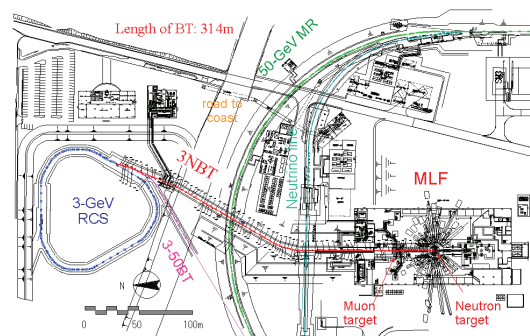 Length of BT: 314m
50-GeV MR
road to
coast
3NBT
Neutrino line
MLF
3-GeV
RCS
3-50BT
N
Muon
target
Neutron
target
0 50 100m